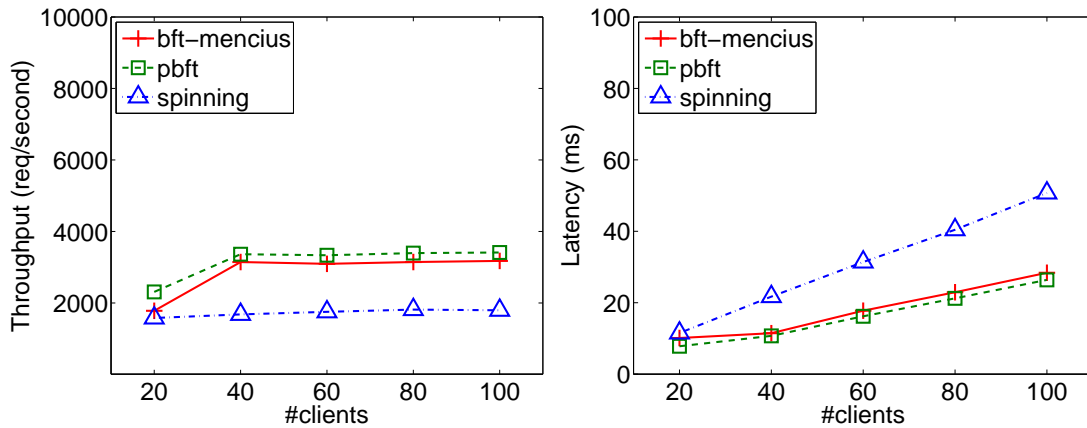 10000
8000
6000
4000
2000
0
Throughput (req/second)
bft-mencius
pbft
spinning
20 40 60 80 100
#clients
100
80
60
40
20
0
Latency (ms)
bft-mencius
pbft
spinning
20 40 60 80 100
#clients